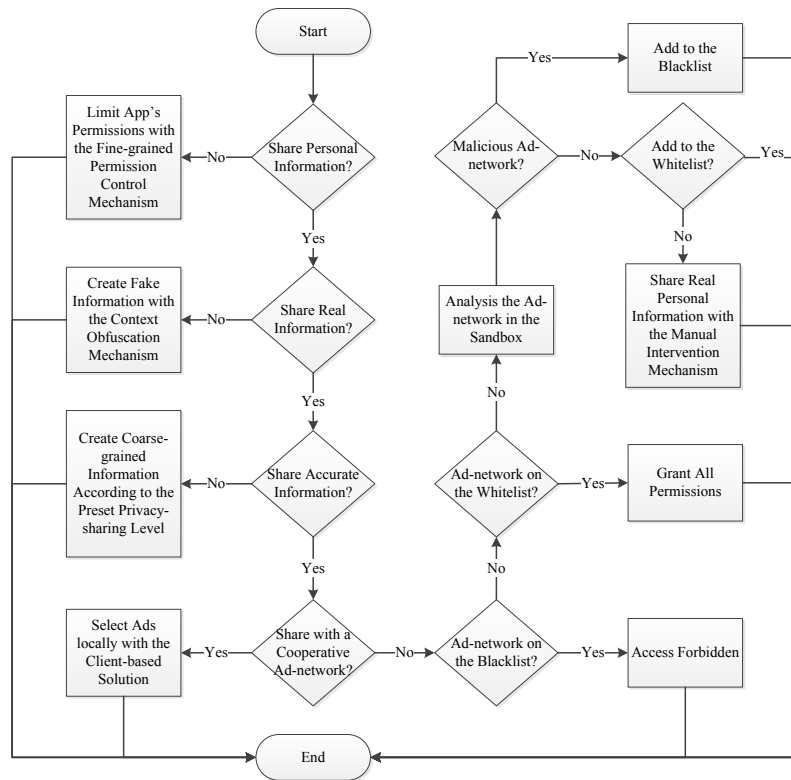 Start
Share Personal
Information?
No
Limit App's
Permissions with
the Fine-grained
Permission
Control
Mechanism
Yes
Share Real
Information?
No
Create Fake
Information with
the Context
Obfuscation
Mechanism
Yes
Share Accurate
Information?
No
Create Coarse-
grained
Information
According to the
Preset Privacy-
sharing Level
Yes
Share with a
Cooperative
Ad-network?
Yes
Select Ads
locally with the
Client-based
Solution
No
Ad-network on
the Blacklist?
Yes
Access Forbidden
No
Ad-network on
the Whitelist?
Yes
Grant All
Permissions
No
Analysis the Ad-
network in the
Sandbox
Malicious Ad-
network?
Yes
Add to the
Blacklist
No
Add to the
Whitelist?
Yes
No
Share Real
Personal
Information with
the Manual
Intervention
Mechanism
End